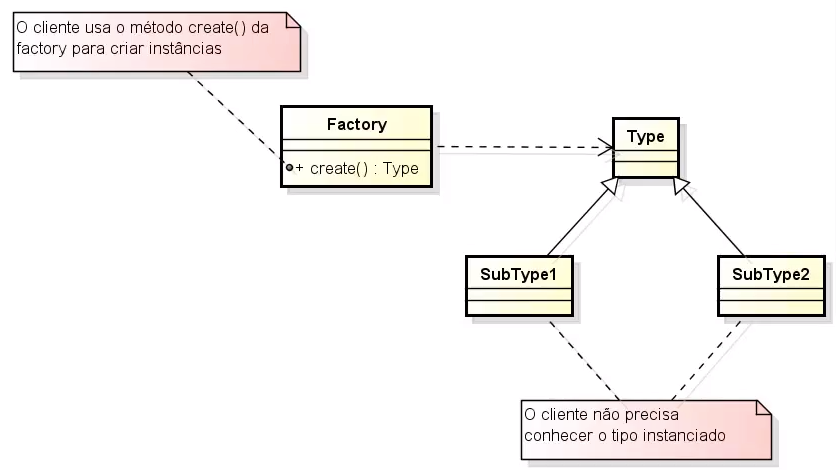 O cliente usa o método create( ) da
factory para criar instâncias
Factory
+ create( ) : Type
Type
SubType1
SubType2
O cliente não precisa
conhecer o tipo instanciado